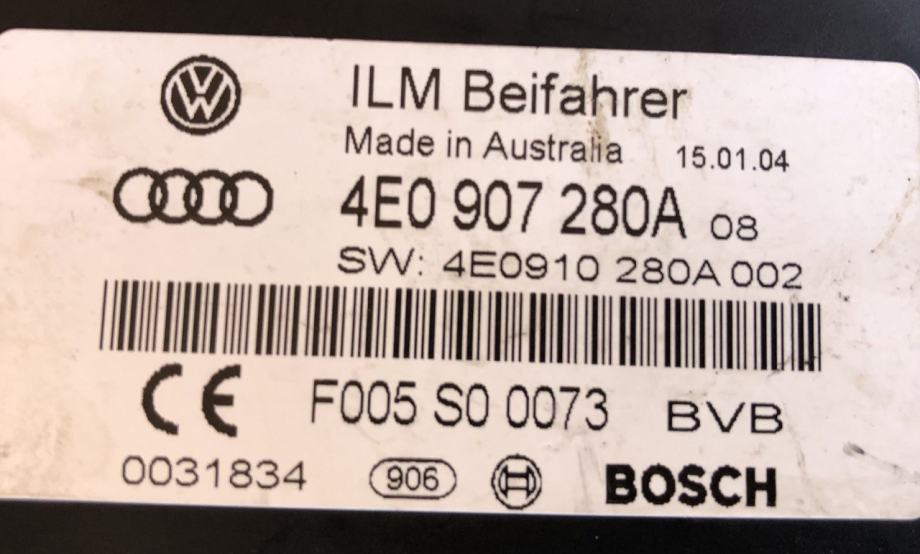 ILM Beifahrer
Made in Australia 15.01.04
4E0 907 280A 08
SW: 4E0910 280A 002
CE F005 S0 0073 BVB
0031834 906 BOSCH